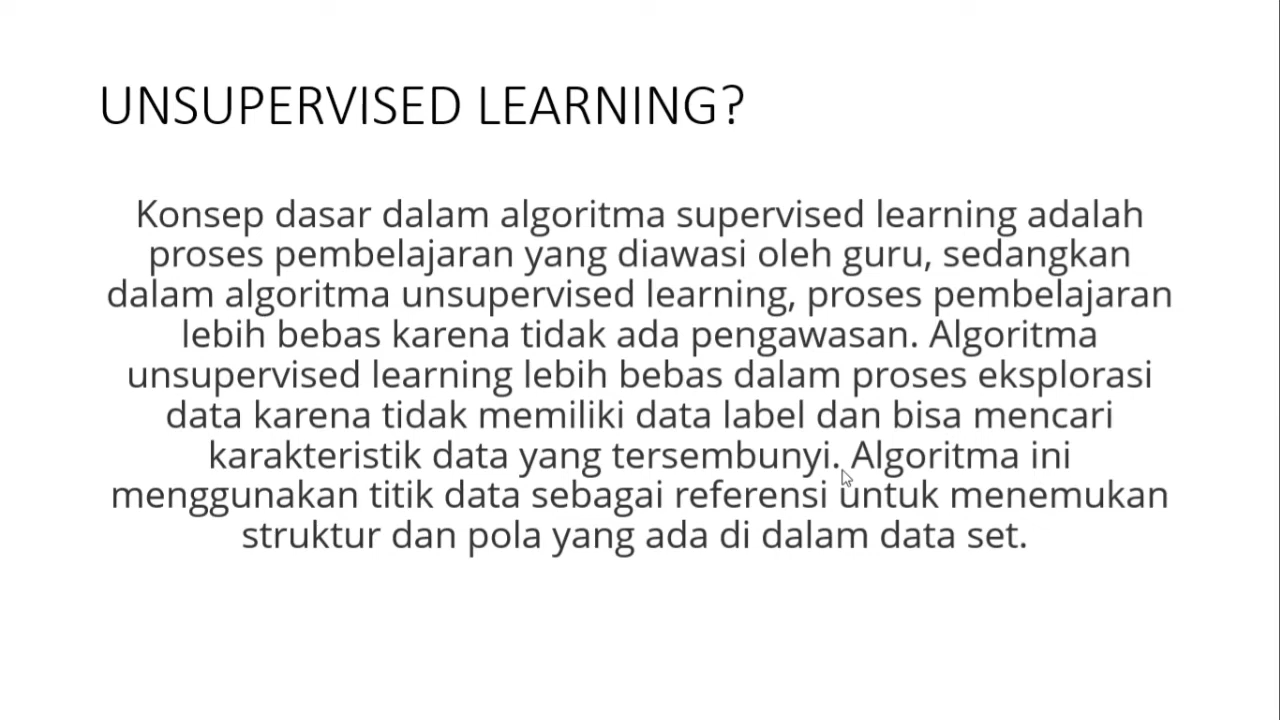 UNSUPERVISED LEARNING?
Konsep dasar dalam algoritma supervised learning adalah
proses pembelajaran yang diawasi oleh guru, sedangkan
dalam algoritma unsupervised learning, proses pembelajaran
lebih bebas karena tidak ada pengawasan. Algoritma
unsupervised learning lebih bebas dalam proses eksplorasi
data karena tidak memiliki data label dan bisa mencari
karakteristik data yang tersembunyi. Algoritma ini
menggunakan titik data sebagai referensi untuk menemukan
struktur dan pola yang ada di dalam data set.